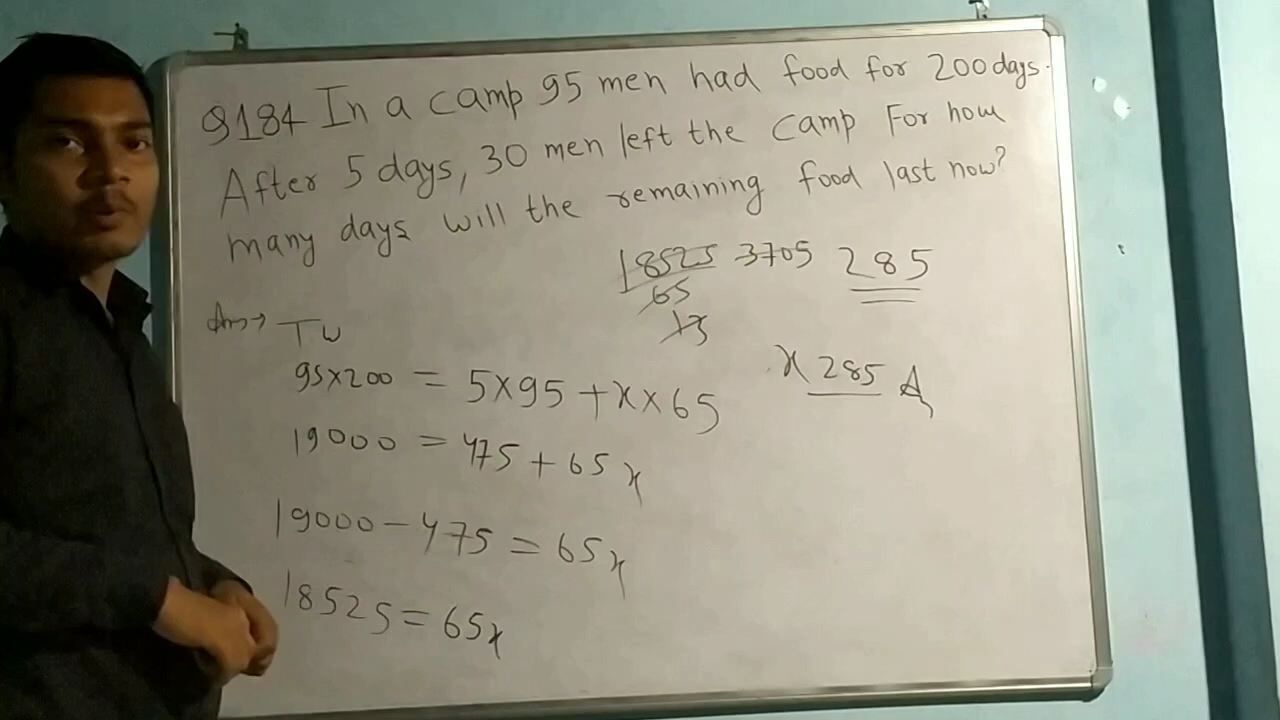 Q184 In a camp 95 men had food for 200 days.
After 5 days, 30 men left the camp For how
many days will the remaining food last now?
18525 3705 285
65
13
Ans→ TW
95x200 = 5x95 + x x 65
x 285 A
19000 = 475 + 65x
19000 - 475 = 65x
18525 = 65x